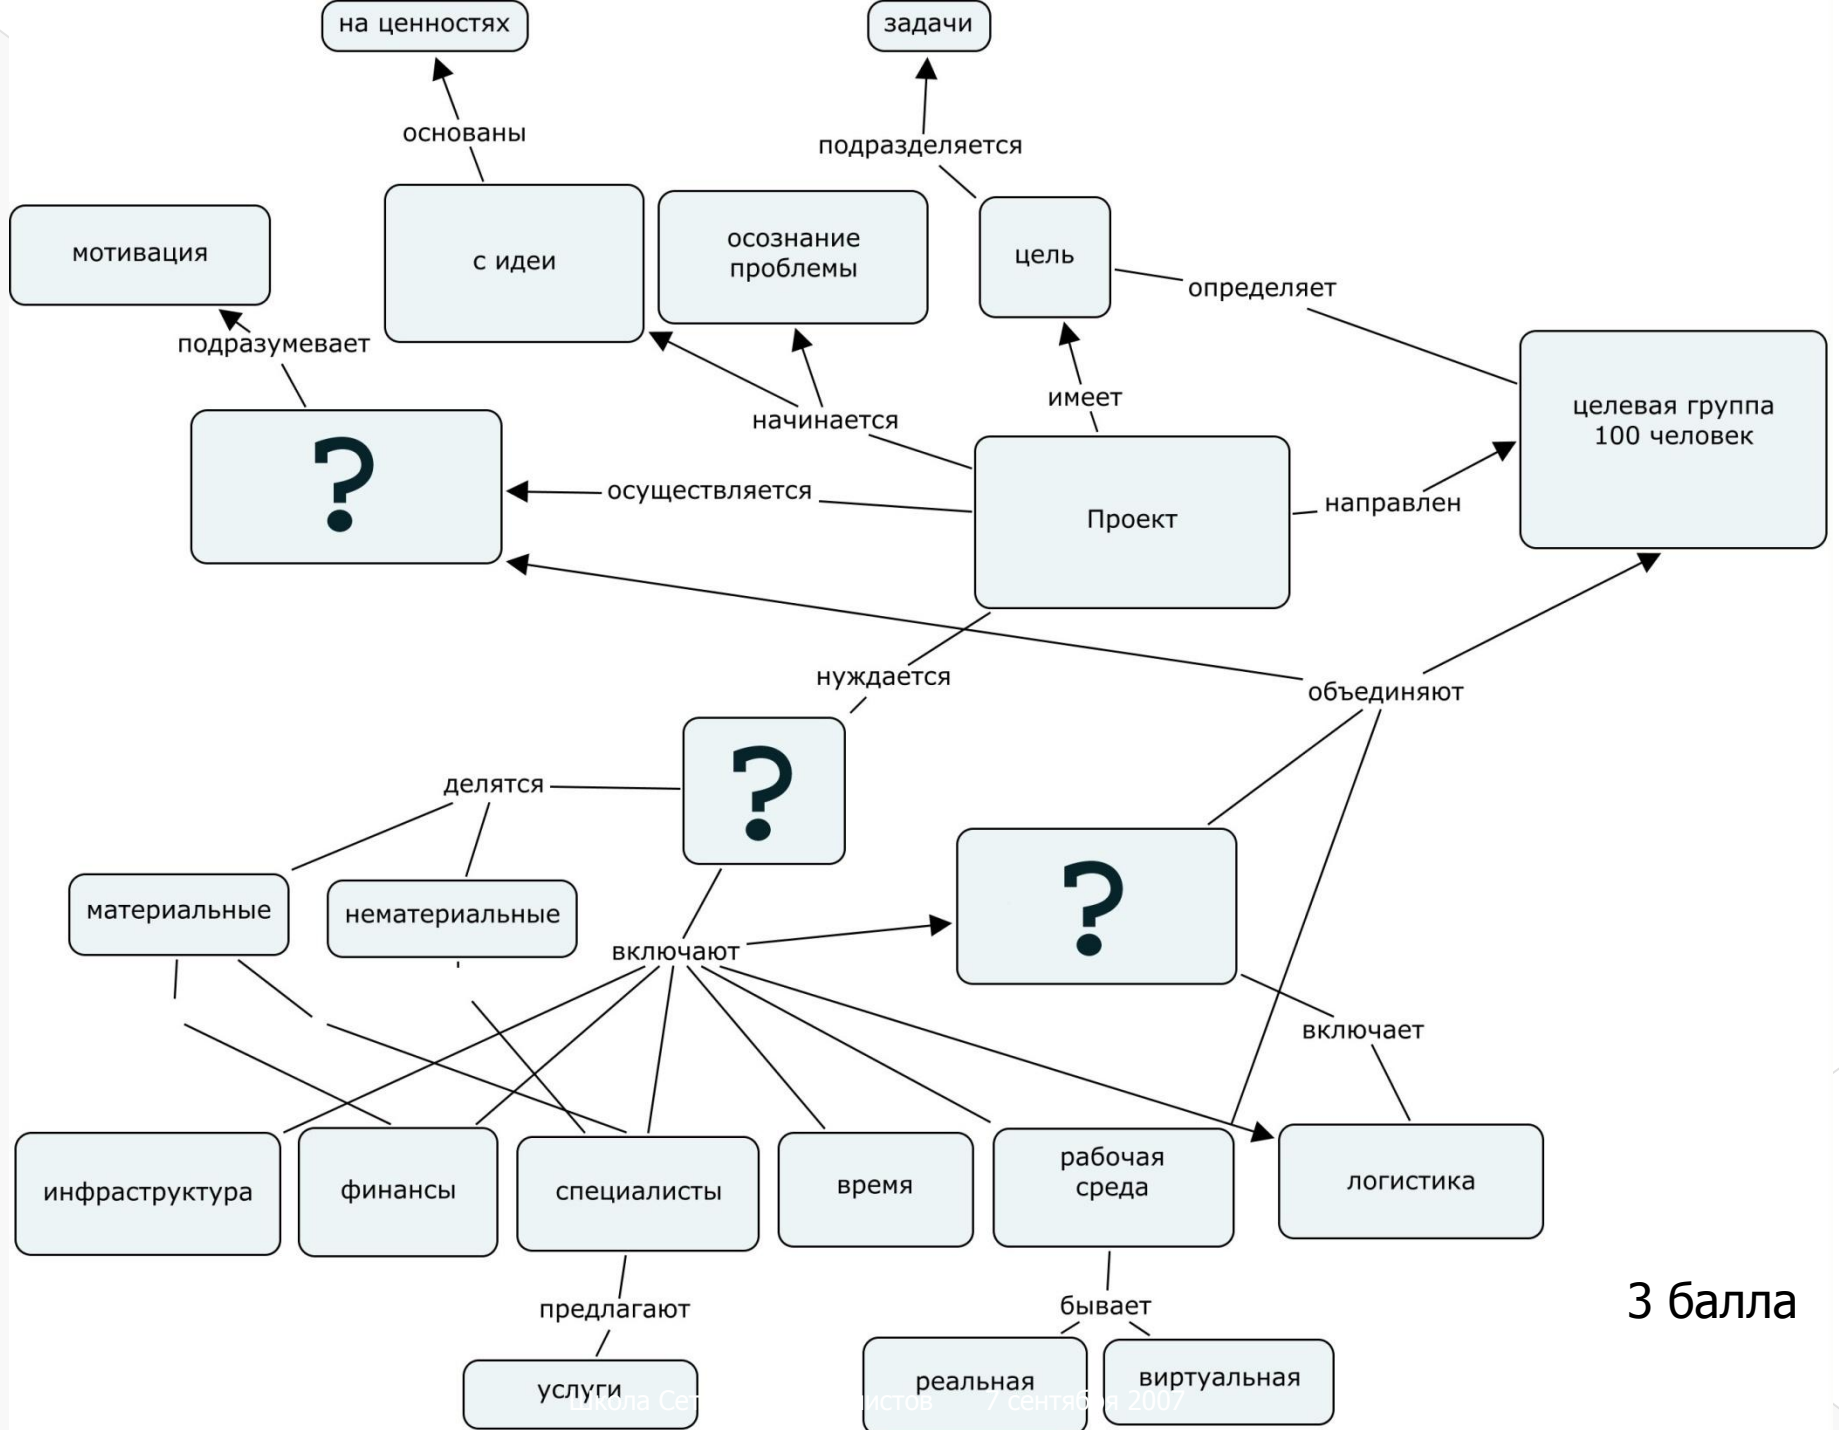 на ценностях
задачи
основаны
подразделяется
мотивация
с идеи
осознание
проблемы
цель
определяет
подразумевает
начинается
имеет
целевая группа
100 человек
?
осуществляется
Проект
направлен
нуждается
объединяют
?
делятся
материальные
нематериальные
включают
?
включает
инфраструктура
финансы
специалисты
время
рабочая
среда
логистика
предлагают
бывает
3 балла
услуги
реальная
виртуальная
Школа 7 сентября 2007